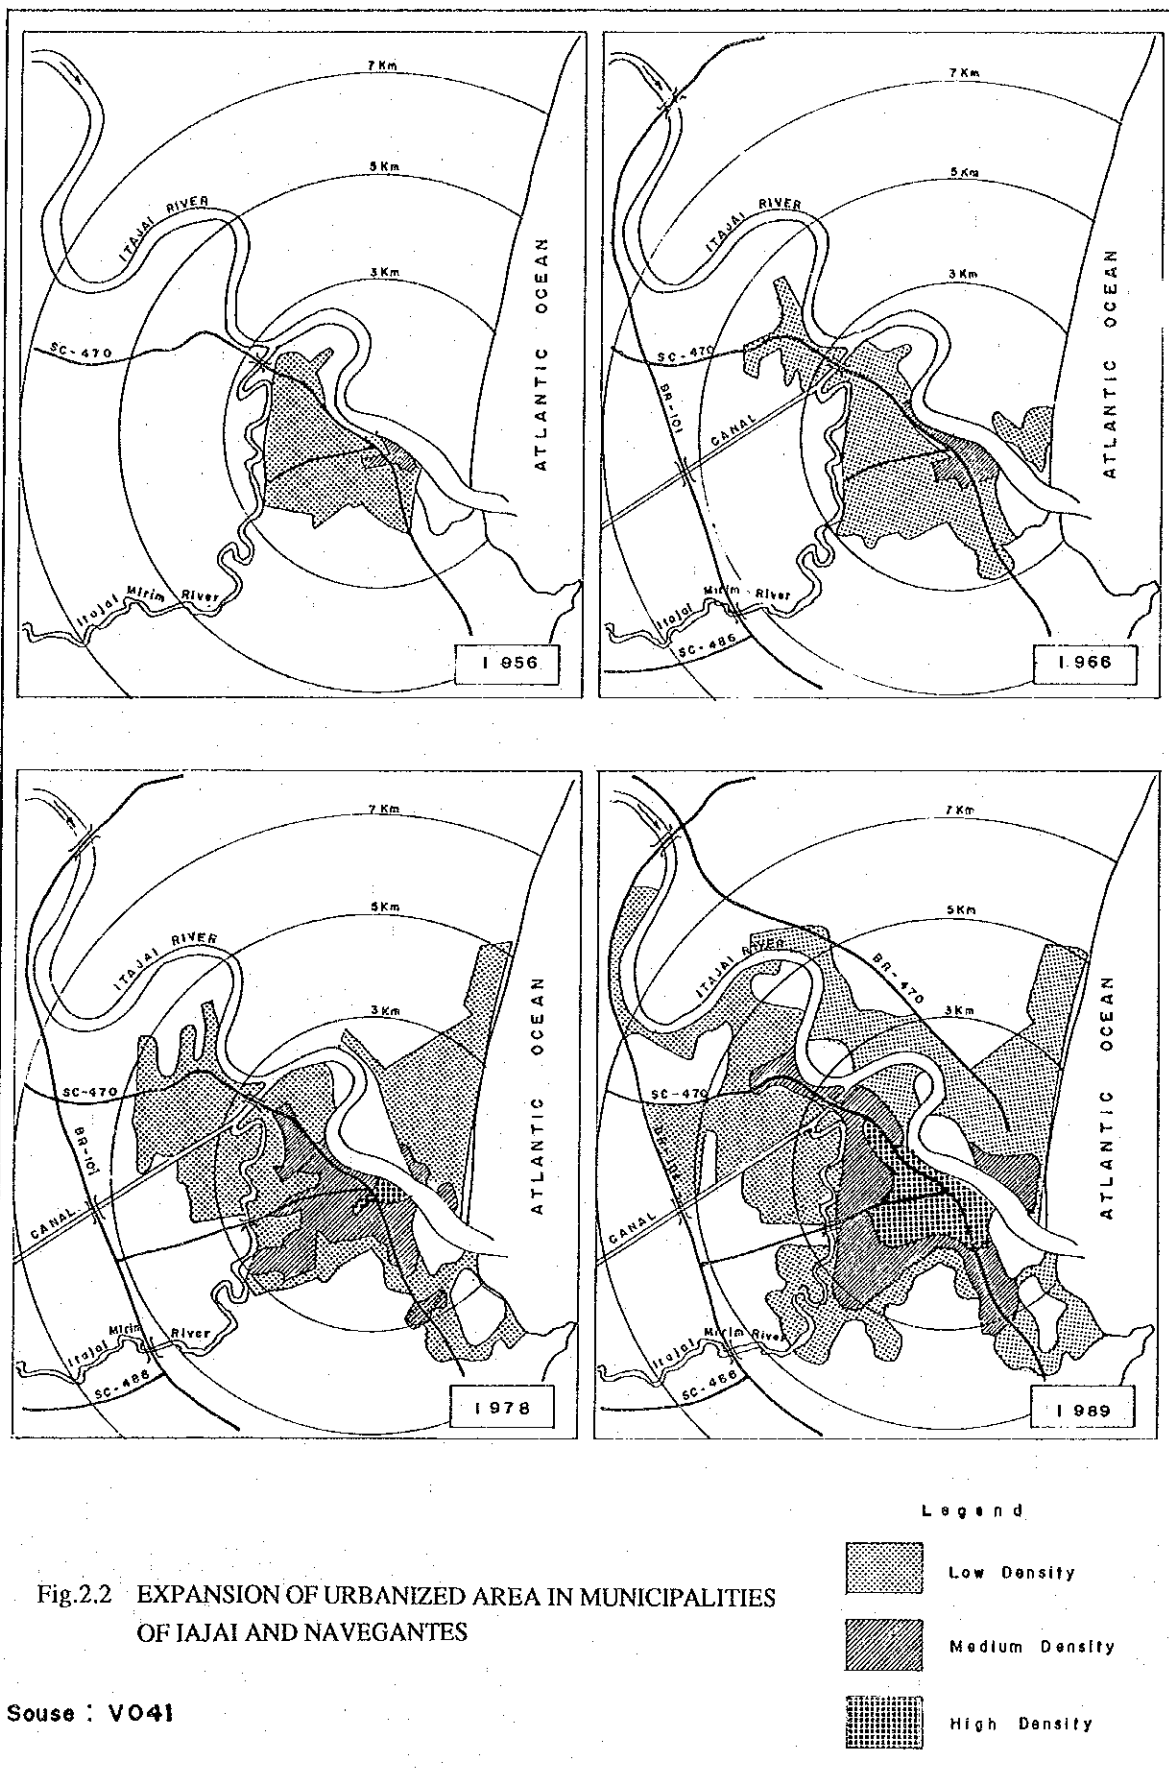 7 Km
5 Km
3 Km
ITAJAI RIVER
SC-470
ATLANTIC OCEAN
Itajai Mirim River
1 956
7 Km
5 Km
3 Km
ITAJAI RIVER
SC-470
BR-101
CANAL
ATLANTIC OCEAN
Itajai Mirim River
SC-486
1.966
7 Km
5 Km
3 Km
ITAJAI RIVER
SC-470
BR-101
CANAL
ATLANTIC OCEAN
Itajai Mirim River
SC-486
1 978
7 Km
5 Km
3 Km
ITAJAI RIVER
BR-470
SC-470
BR-101
CANAL
ATLANTIC OCEAN
Itajai Mirim River
SC-486
1 989
Legend
Low Density
Medium Density
High Density
Fig.2.2 EXPANSION OF URBANIZED AREA IN MUNICIPALITIES
OF IAJAI AND NAVEGANTES
Souse : VO41